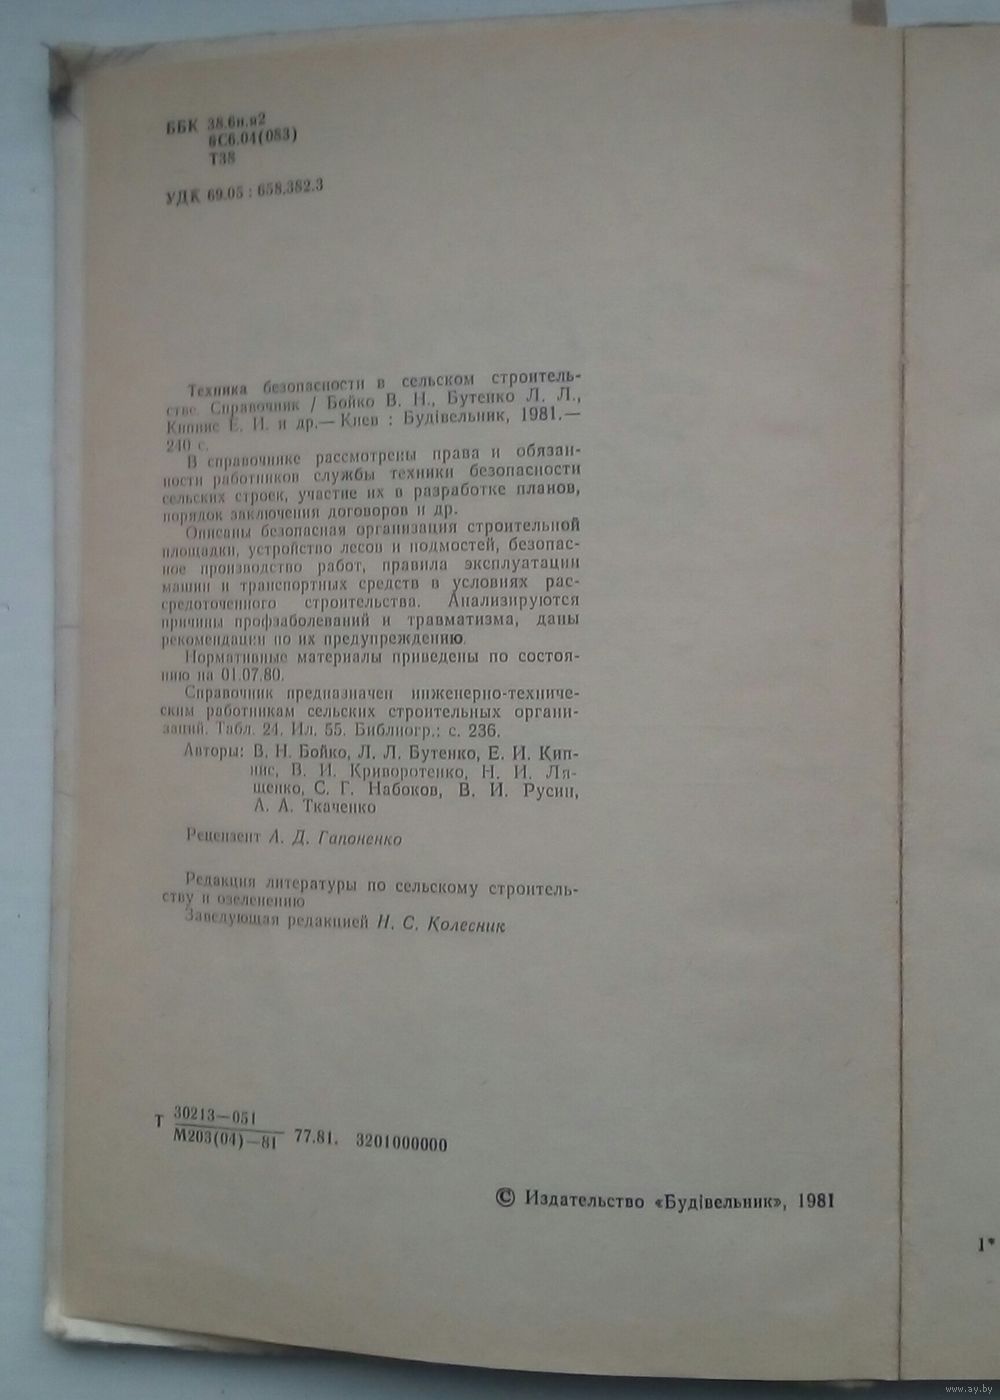 ББК 38.6н.я2
6С6.04(083)
Т38
УДК 69.05 : 658.382.3
Техника безопасности в сельском строитель-
стве. Справочник / Бойко В. Н., Бутенко Л. Л.,
Кипнис Е. И. и др.— Киев : Будівельник, 1981.—
240 с.
В справочнике рассмотрены права и обязан-
ности работников службы техники безопасности
сельских строек, участие их в разработке планов,
порядок заключения договоров и др.
Описаны безопасная организация строительной
площадки, устройство лесов и подмостей, безопас-
ное производство работ, правила эксплуатации
машин и транспортных средств в условиях рас-
средоточенного строительства. Анализируются
причины профзаболеваний и травматизма, даны
рекомендации по их предупреждению.
Нормативные материалы приведены по состоя-
нию на 01.07.80.
Справочник предназначен инженерно-техниче-
ским работникам сельских строительных органи-
заций. Табл. 24. Ил. 55. Библиогр.: с. 236.
Авторы: В. Н. Бойко, Л. Л. Бутенко, Е. И. Кип-
нис, В. И. Криворотенко, Н. И. Ля-
щенко, С. Г. Набоков, В. И. Русин,
А. А. Ткаченко
Рецензент А. Д. Гапоненко
Редакция литературы по сельскому строитель-
ству и озеленению
Заведующая редакцией Н. С. Колесник
Т 30213—051
М203(04)—81 77.81. 3201000000
© Издательство «Будівельник», 1981
1*
www.ay.by